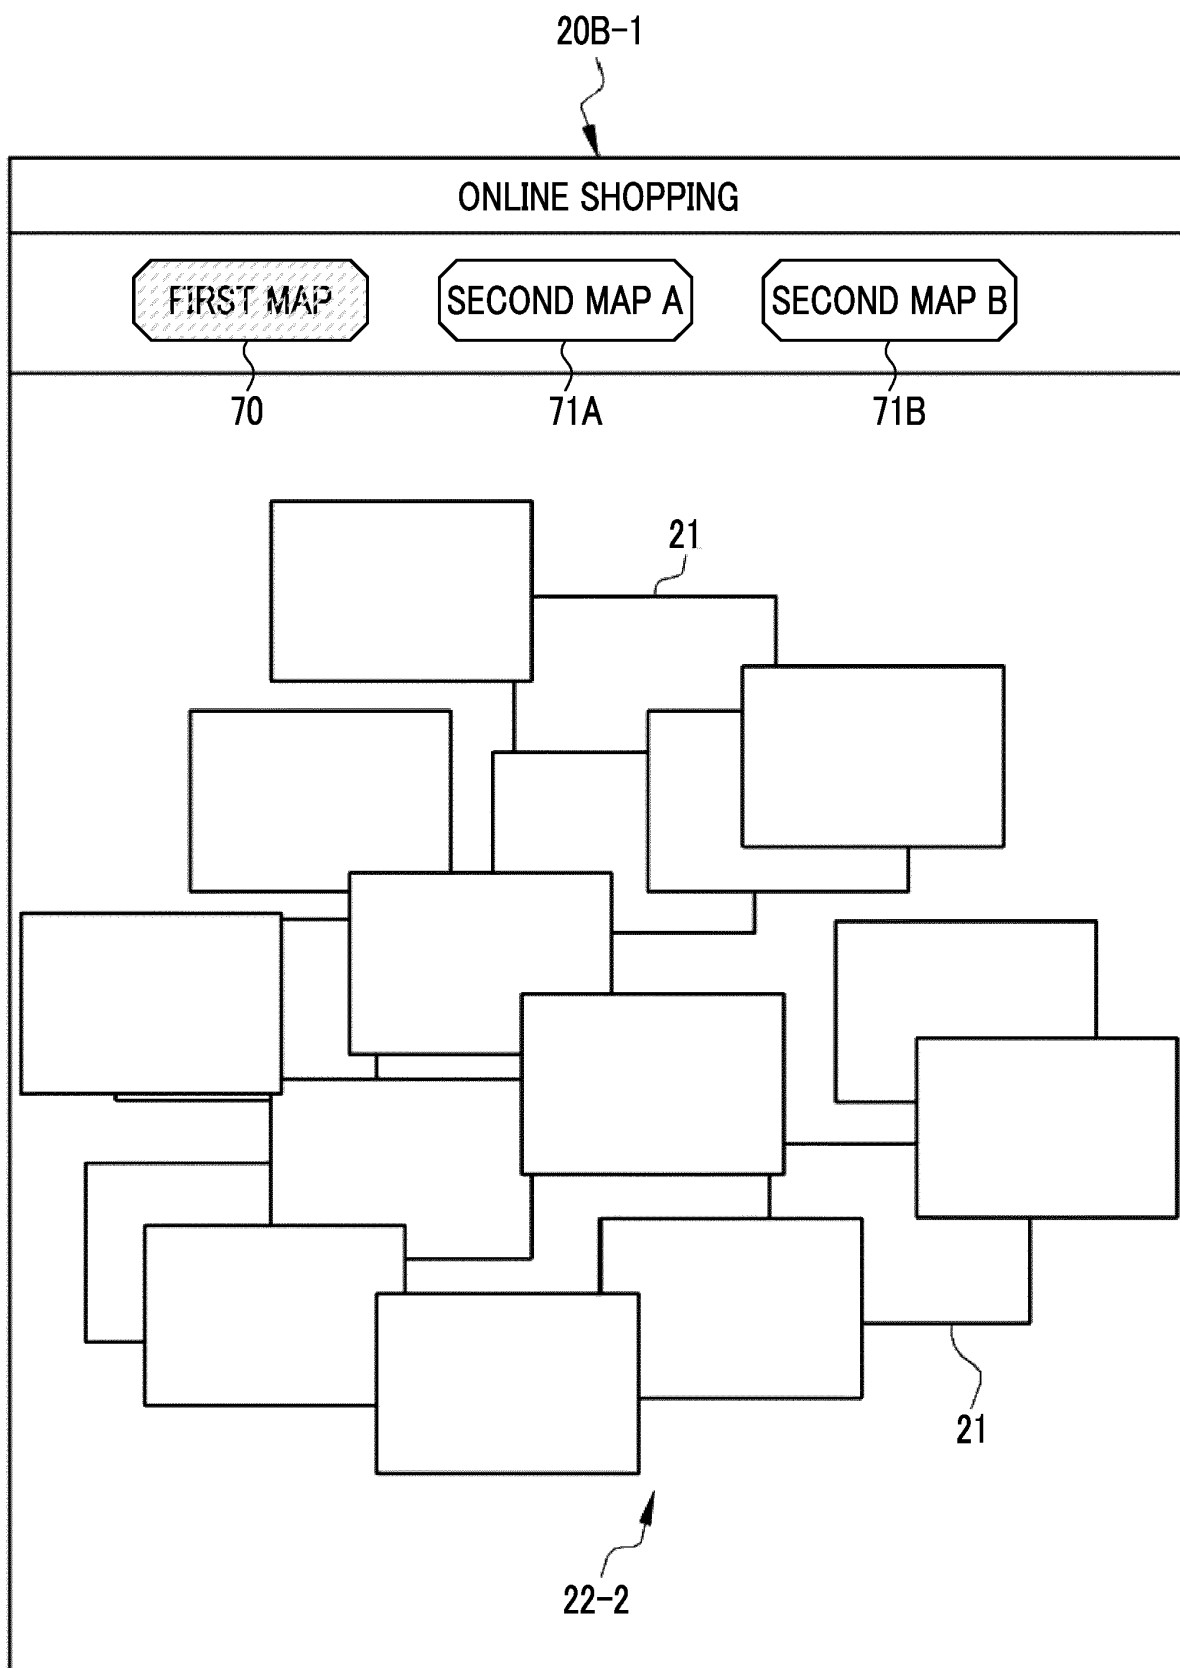 20B-1
ONLINE SHOPPING
FIRST MAP SECOND MAP A SECOND MAP B
70 71A 71B
21
21
22-2